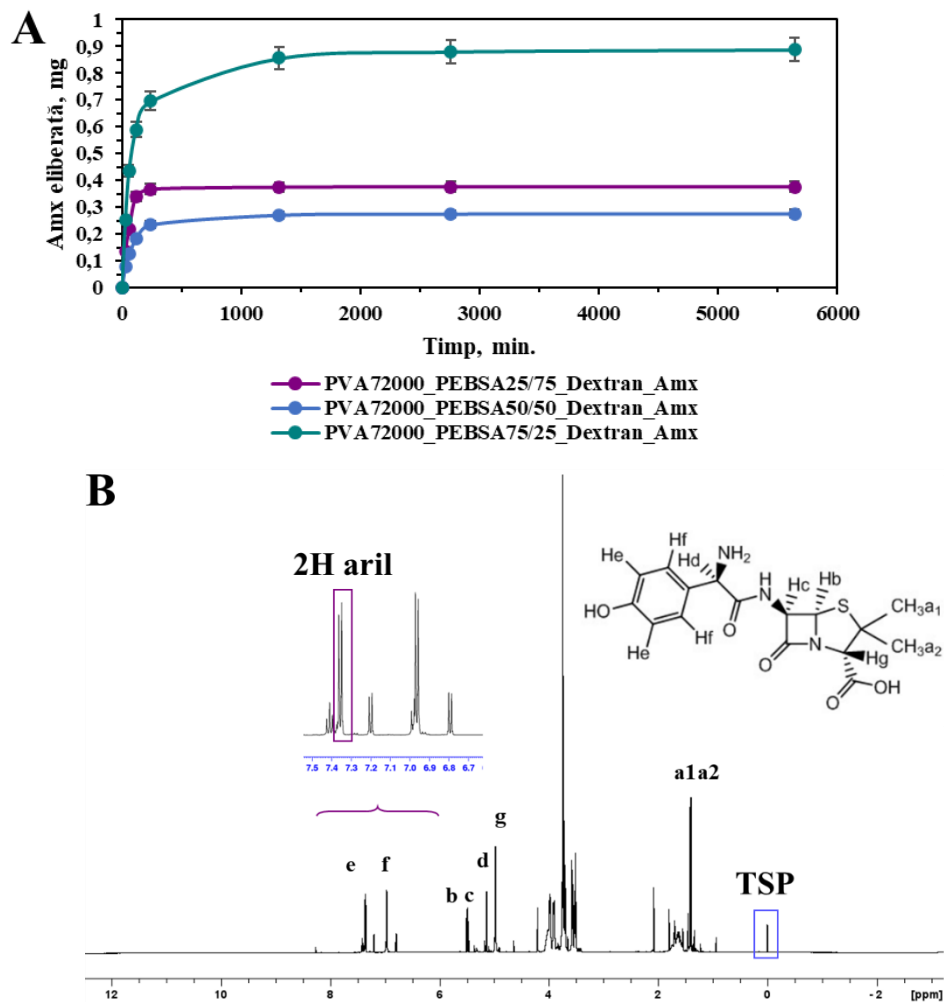 A
Amx eliberată, mg
1
0,9
0,8
0,7
0,6
0,5
0,4
0,3
0,2
0,1
0
0 1000 2000 3000 4000 5000 6000
Timp, min.
PVA72000_PEBSA25/75_Dextran_Amx
PVA72000_PEBSA50/50_Dextran_Amx
PVA72000_PEBSA75/25_Dextran_Amx
B
2H aril
7.5 7.4 7.3 7.2 7.1 7.0 6.9 6.8 6.7
He Hf Hd NH₂
HO
He Hf O
H
N Hc Hb
S CH₃a₁
CH₃a₂
O N Hg
O OH
e f b c d g a1a2 TSP
12 10 8 6 4 2 0 - 2 [ppm]